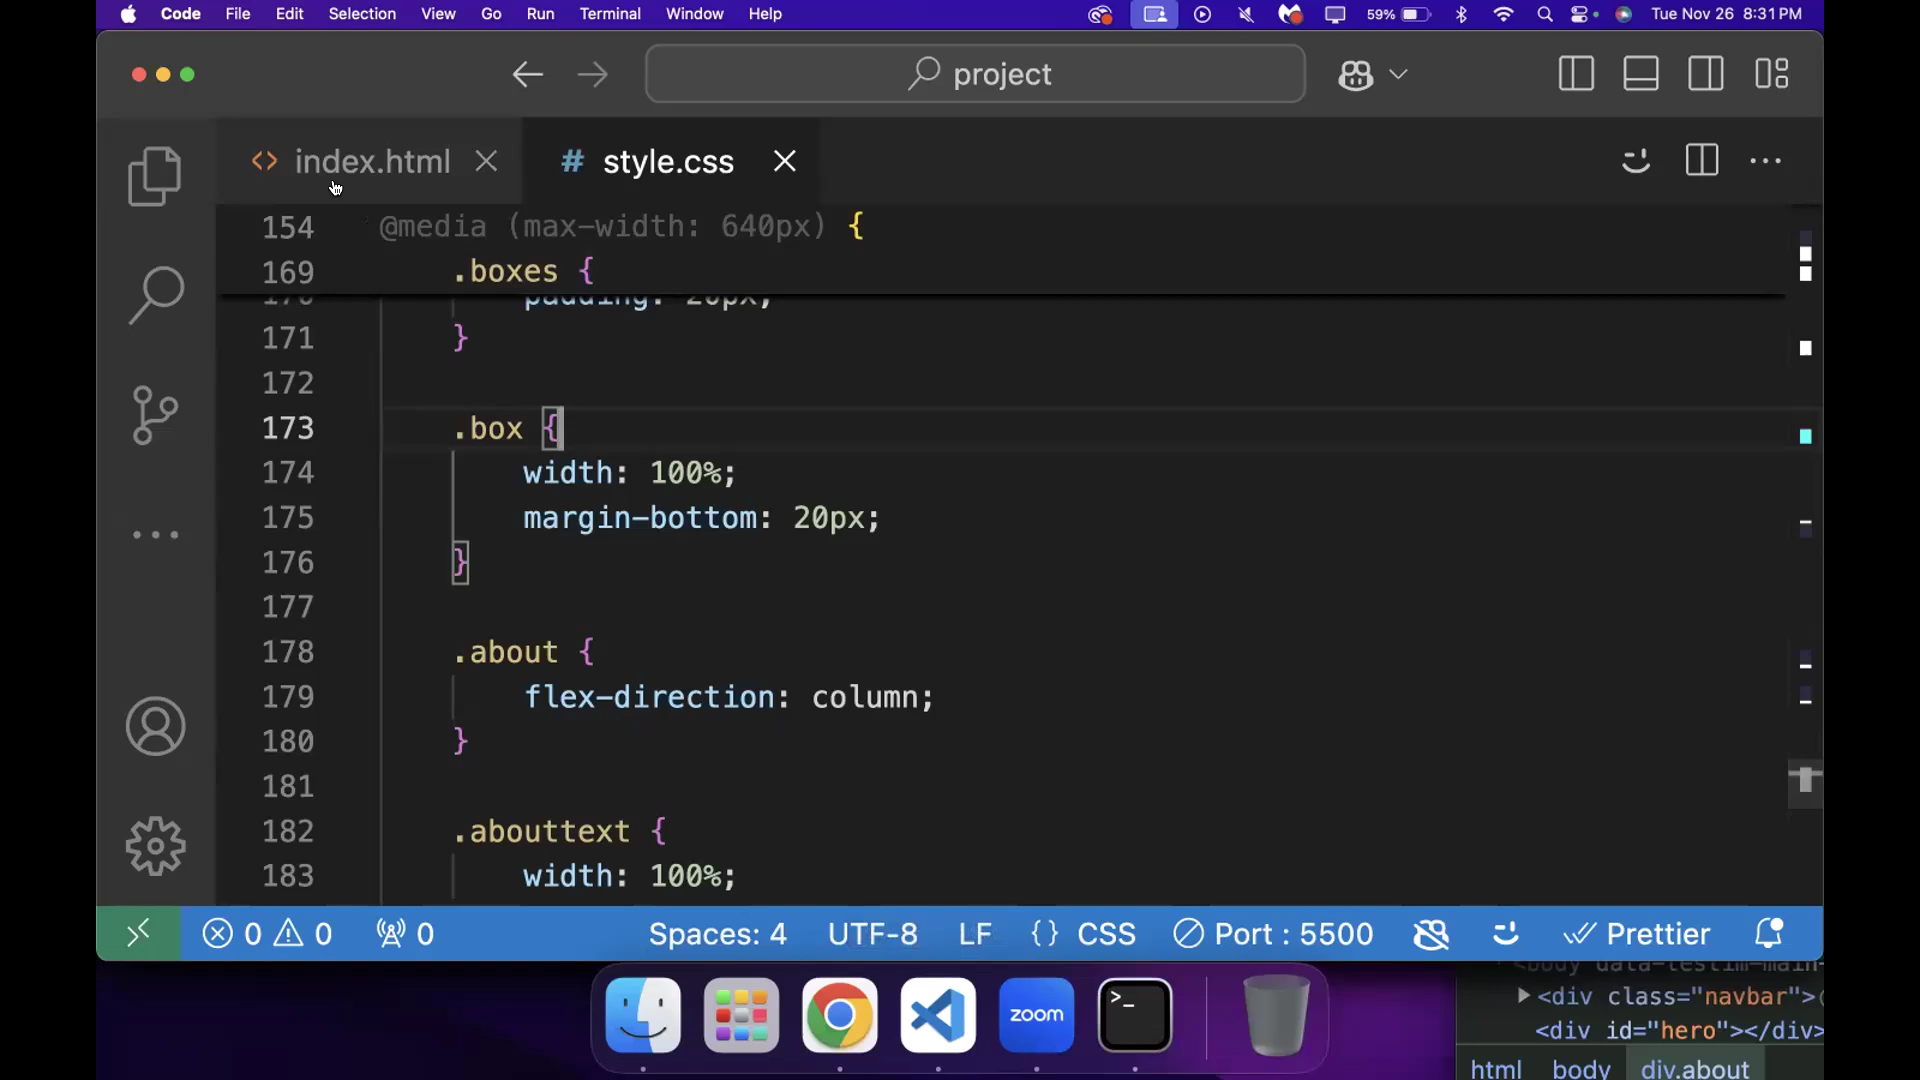 Code File Edit Selection View Go Run Terminal Window Help 59% Tue Nov 26 8:31 PM
project
index.html # style.css
154 @media (max-width: 640px) {
169 .boxes {
170 padding: 20px;
171 }
172
173 .box {
174 width: 100%;
175 margin-bottom: 20px;
176 }
177
178 .about {
179 flex-direction: column;
180 }
181
182 .abouttext {
183 width: 100%;
0 0 0 Spaces: 4 UTF-8 LF {} CSS Port : 5500 Prettier
zoom
<div class="navbar">
<div id="hero"></div>
html body div.about